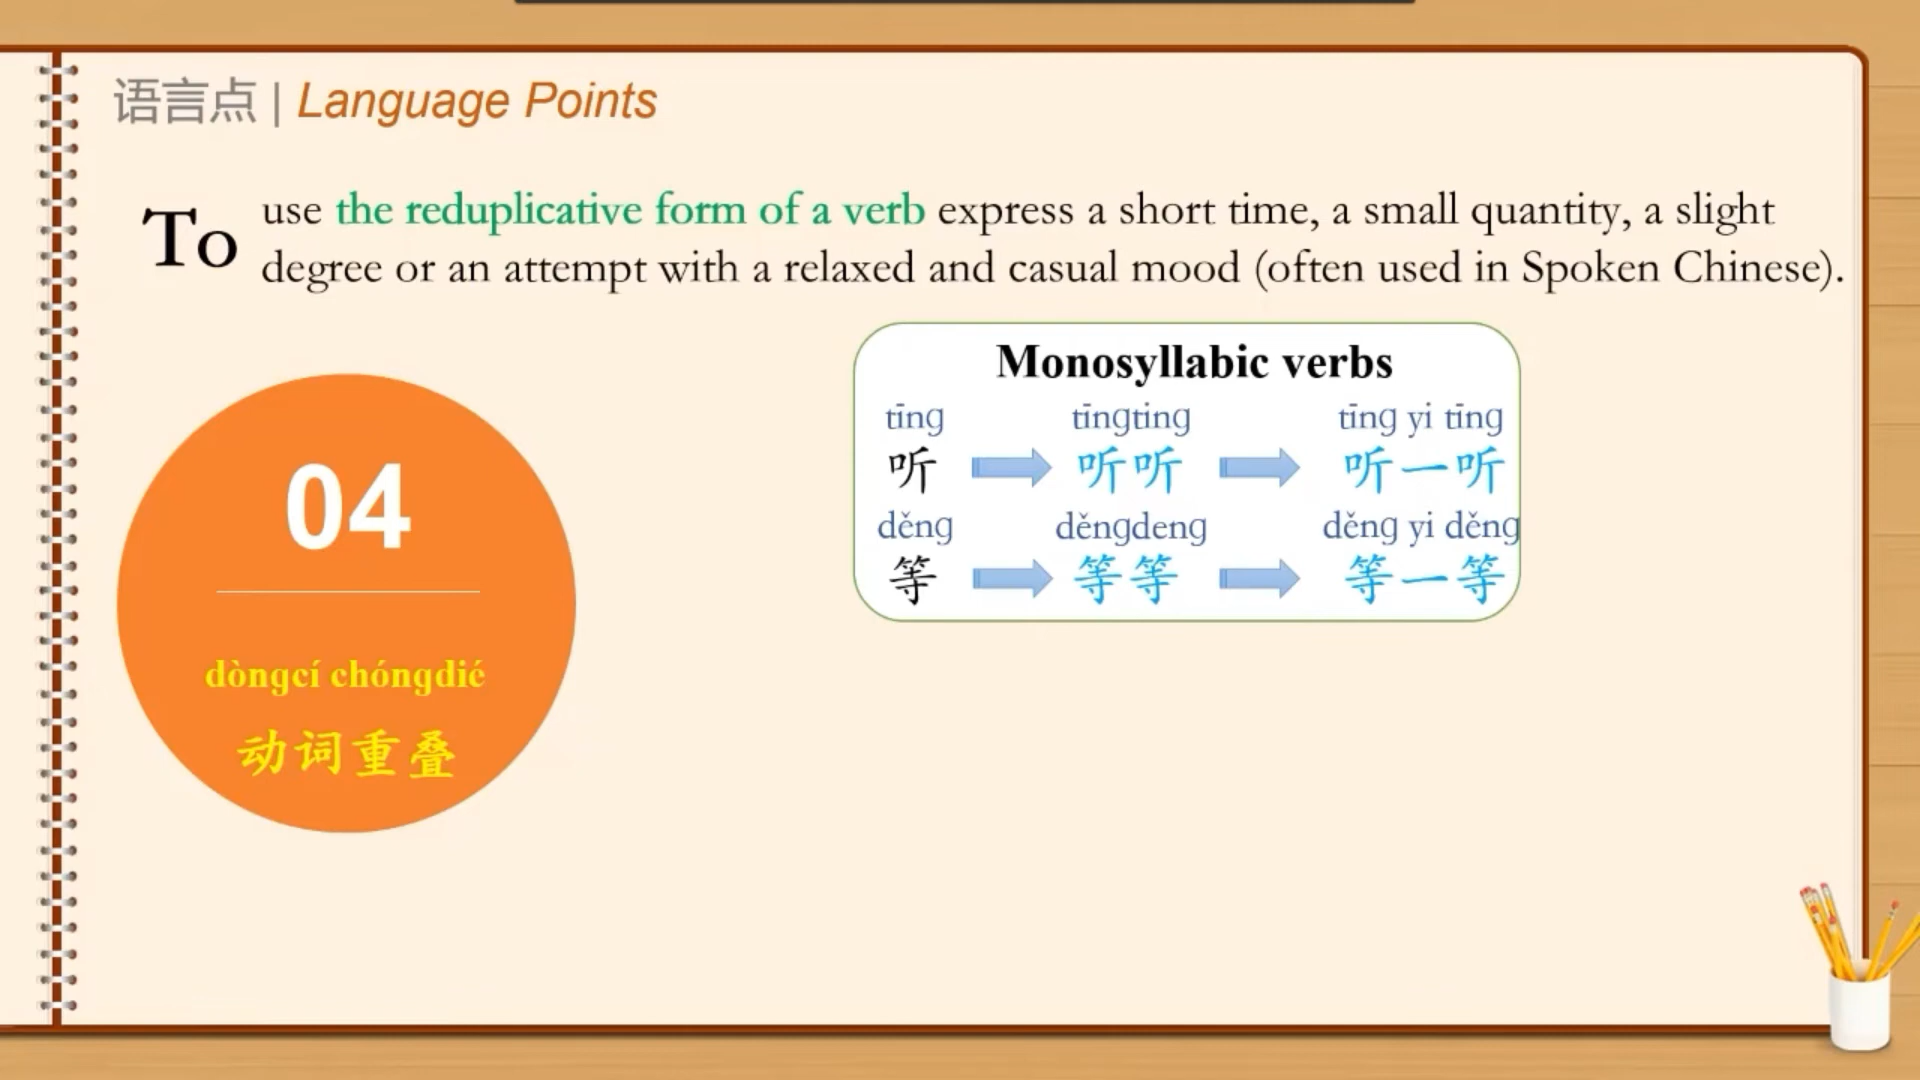 语言点 | Language Points
To use the reduplicative form of a verb express a short time, a small quantity, a slight
degree or an attempt with a relaxed and casual mood (often used in Spoken Chinese).
04
dòngcí chóngdié
动词重叠
Monosyllabic verbs
tīng tīngting tīng yi tīng
听 听听 听一听
děng děngdeng děng yi děng
等 等等 等一等